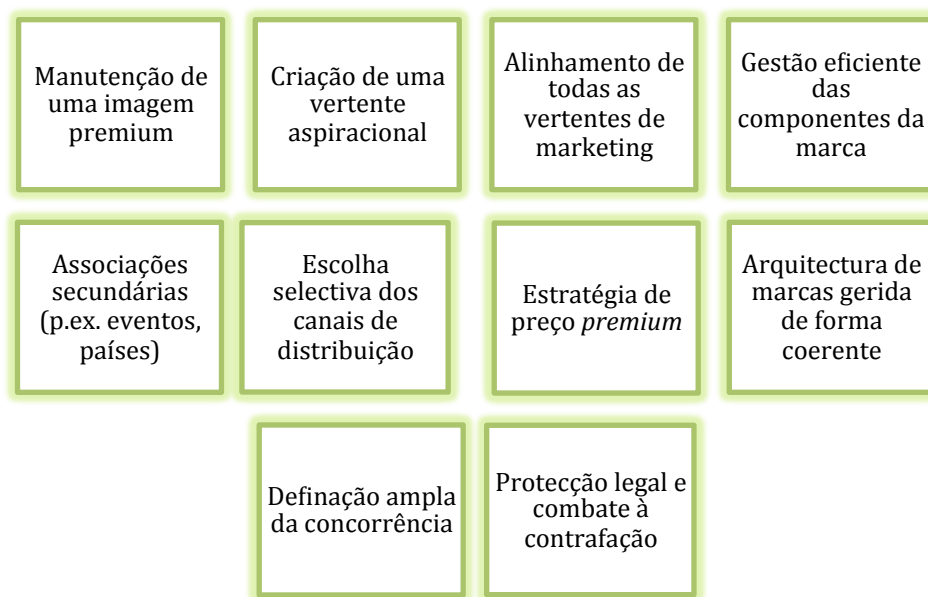 Manutenção de
uma imagem
premium
Criação de uma
vertente
aspiracional
Alinhamento de
todas as
vertentes de
marketing
Gestão eficiente
das
componentes da
marca
Associações
secundárias
(p.ex. eventos,
países)
Escolha
selectiva dos
canais de
distribuição
Estratégia de
preço premium
Arquitectura de
marcas gerida
de forma
coerente
Definação ampla
da concorrência
Protecção legal e
combate à
contrafação